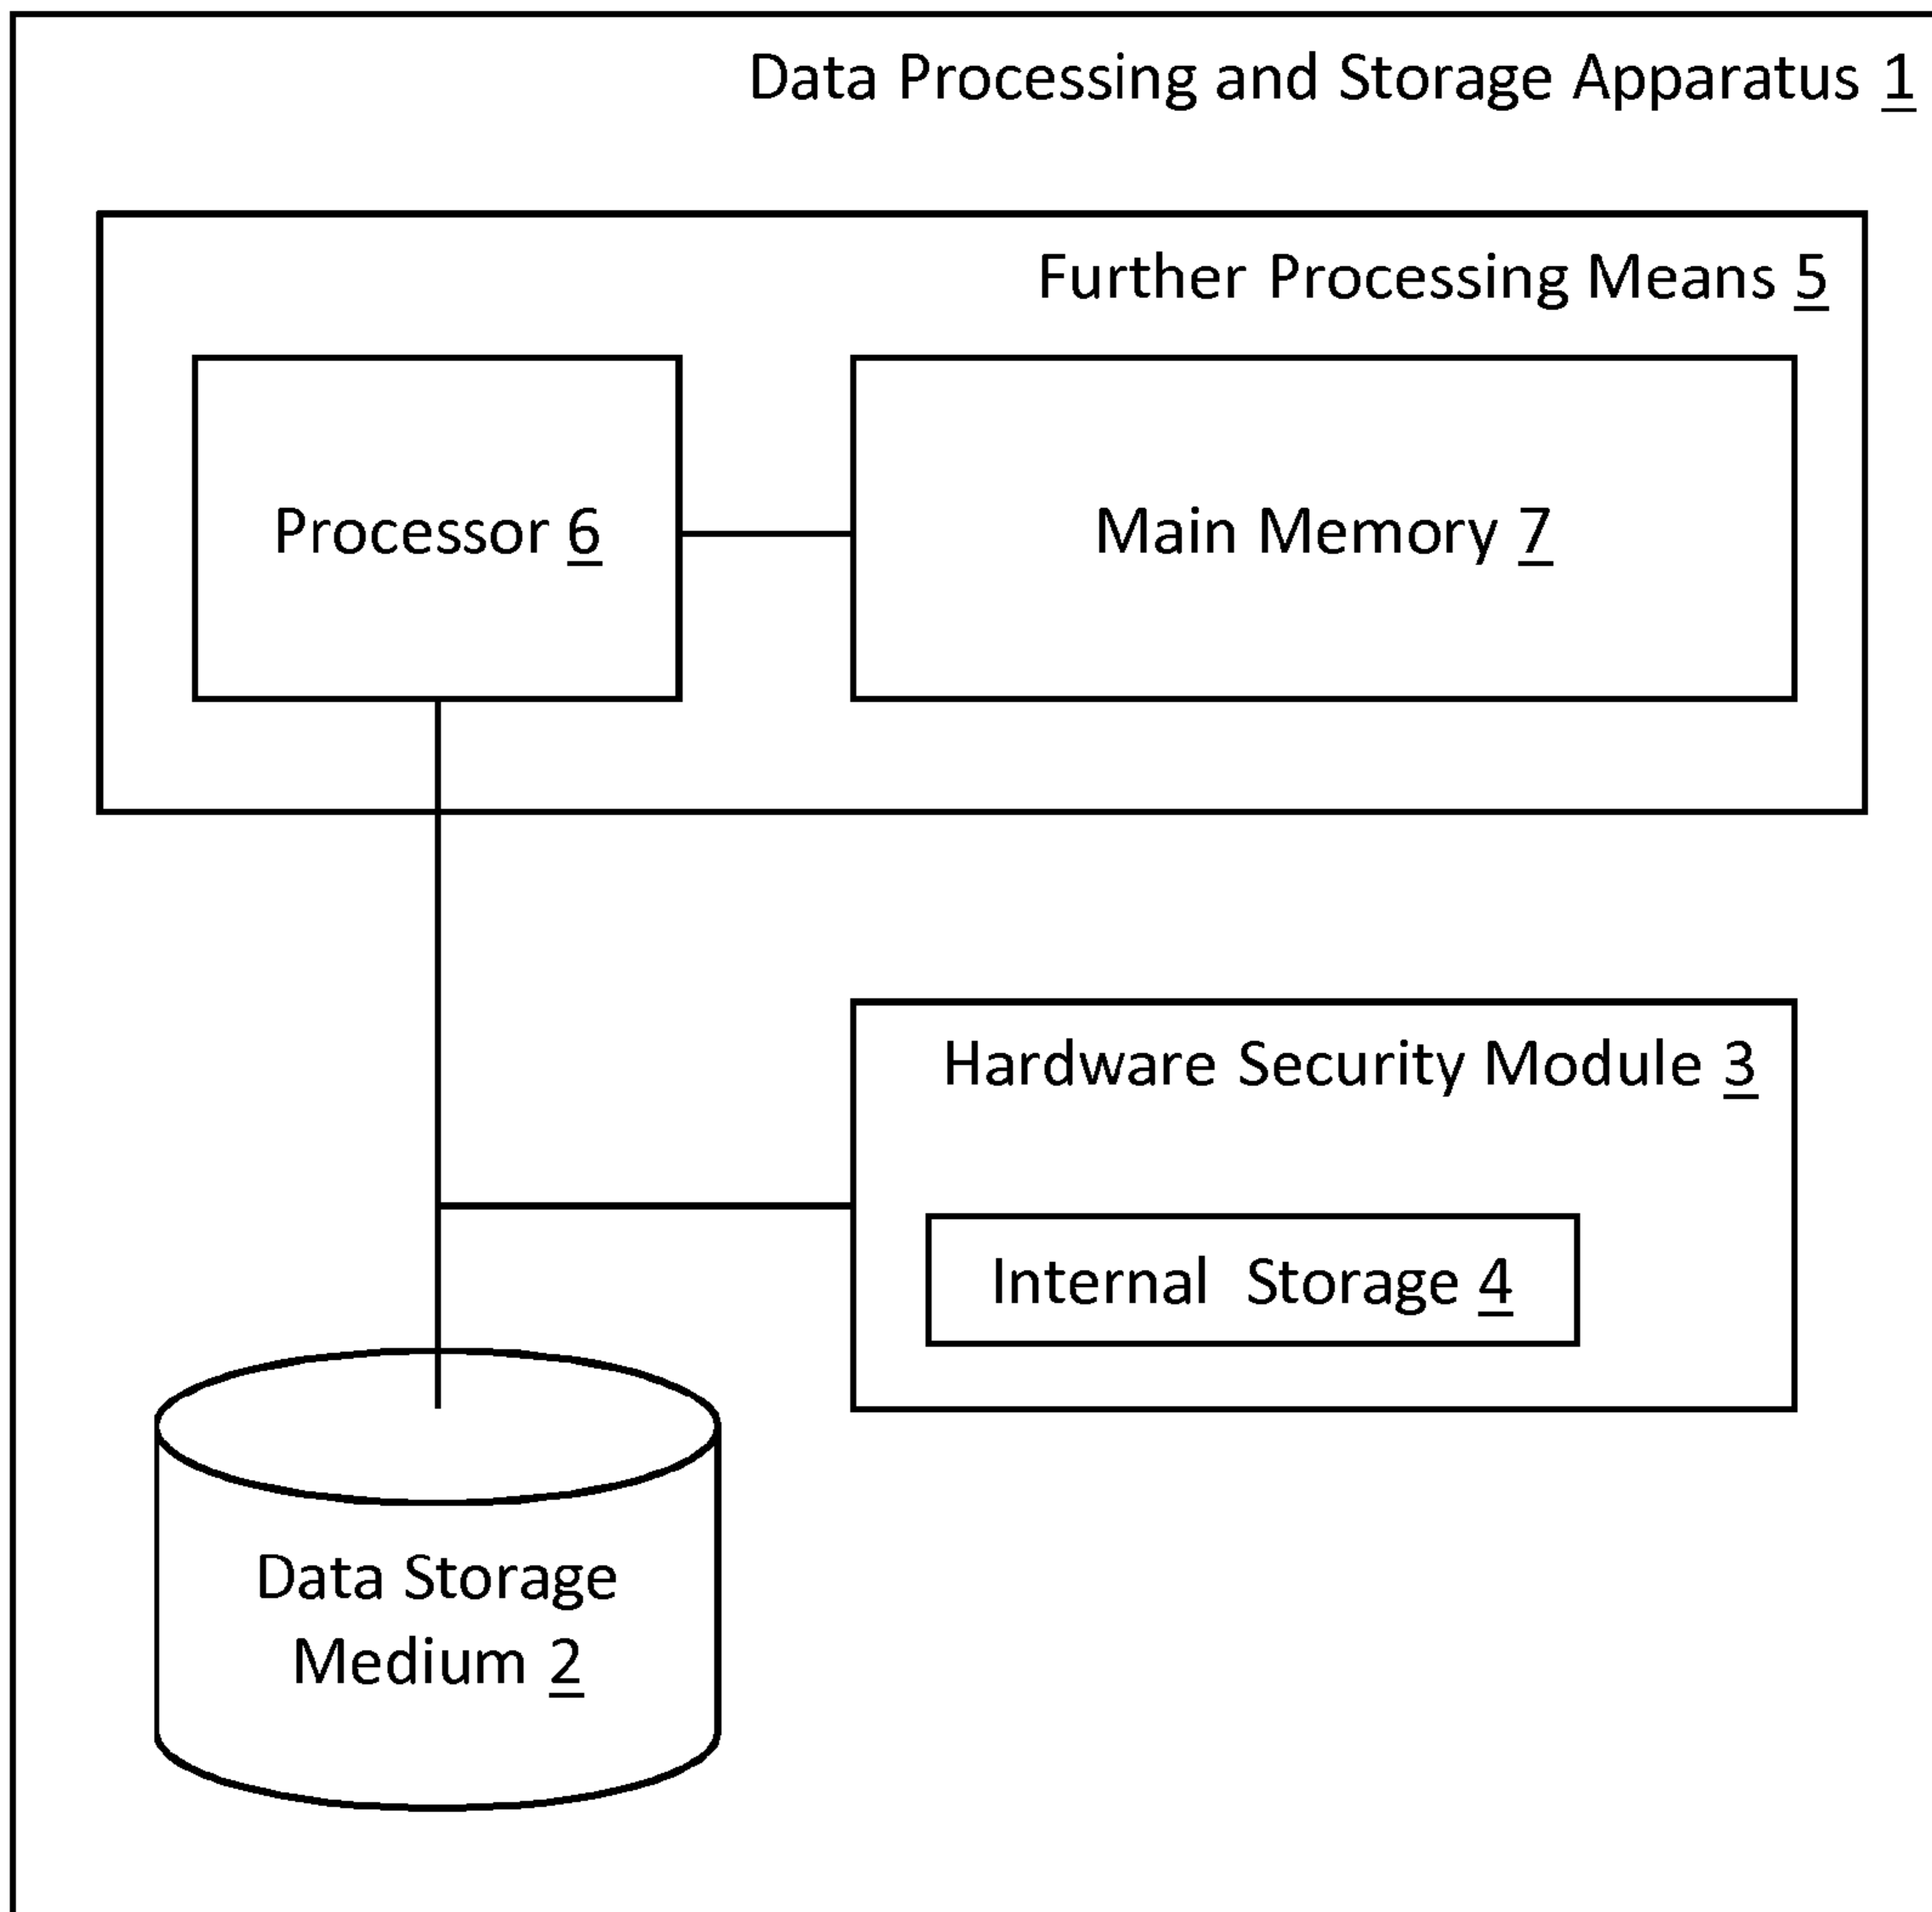 Data Processing and Storage Apparatus 1
Further Processing Means 5
Processor 6
Main Memory 7
Hardware Security Module 3
Internal Storage 4
Data Storage
Medium 2